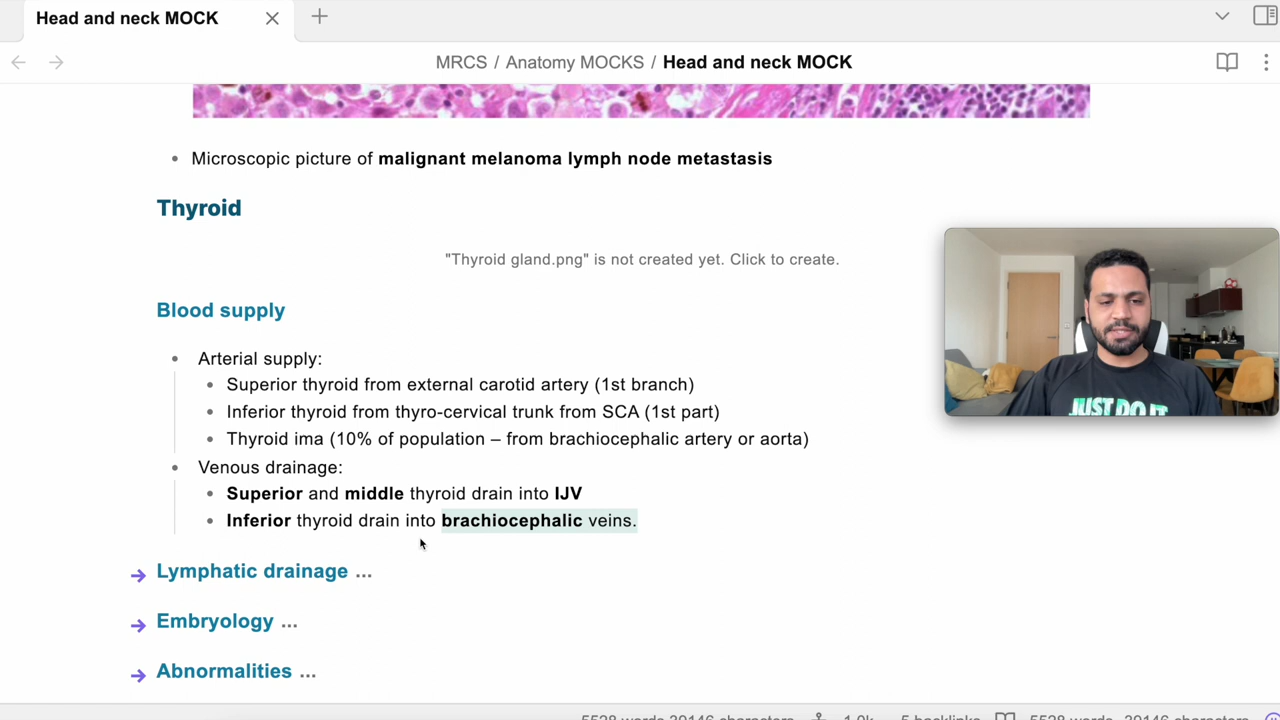 Head and neck MOCK
MRCS / Anatomy MOCKS / Head and neck MOCK
Microscopic picture of malignant melanoma lymph node metastasis
Thyroid
"Thyroid gland.png" is not created yet. Click to create.
Blood supply
Arterial supply:
Superior thyroid from external carotid artery (1st branch)
Inferior thyroid from thyro-cervical trunk from SCA (1st part)
Thyroid ima (10% of population – from brachiocephalic artery or aorta)
Venous drainage:
Superior and middle thyroid drain into IJV
Inferior thyroid drain into brachiocephalic veins.
Lymphatic drainage ...
Embryology ...
Abnormalities ...
JUST DO IT